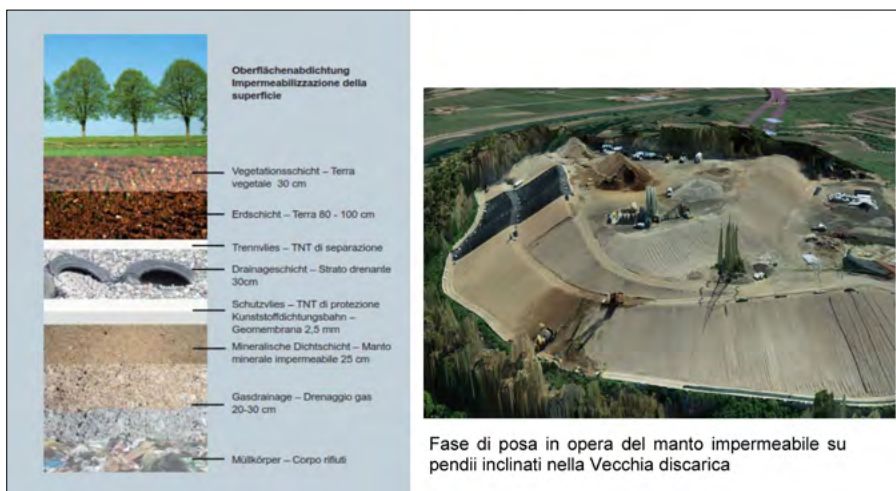 Oberflächenabdichtung
Impermeabilizzazione della
superficie
Vegetationsschicht – Terra
vegetale 30 cm
Erdschicht – Terra 80 - 100 cm
Trennvlies – TNT di separazione
Drainageschicht – Strato drenante
30cm
Schutzvlies – TNT di protezione
Kunststoffdichtungsbahn –
Geomembrana 2,5 mm
Mineralische Dichtschicht – Manto
minerale impermeabile 25 cm
Gasdrainage – Drenaggio gas
20-30 cm
Müllkörper – Corpo rifiuti
Fase di posa in opera del manto impermeabile su
pendii inclinati nella Vecchia discarica